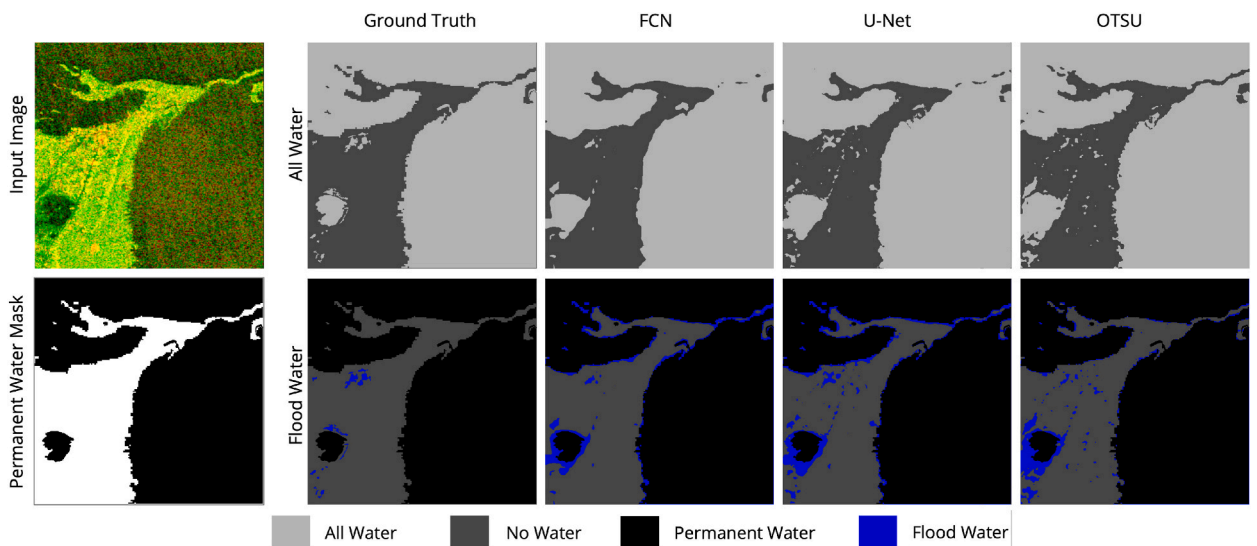 Ground Truth
FCN
U-Net
OTSU
Input Image
All Water
Permanent Water Mask
Flood Water
All Water
No Water
Permanent Water
Flood Water